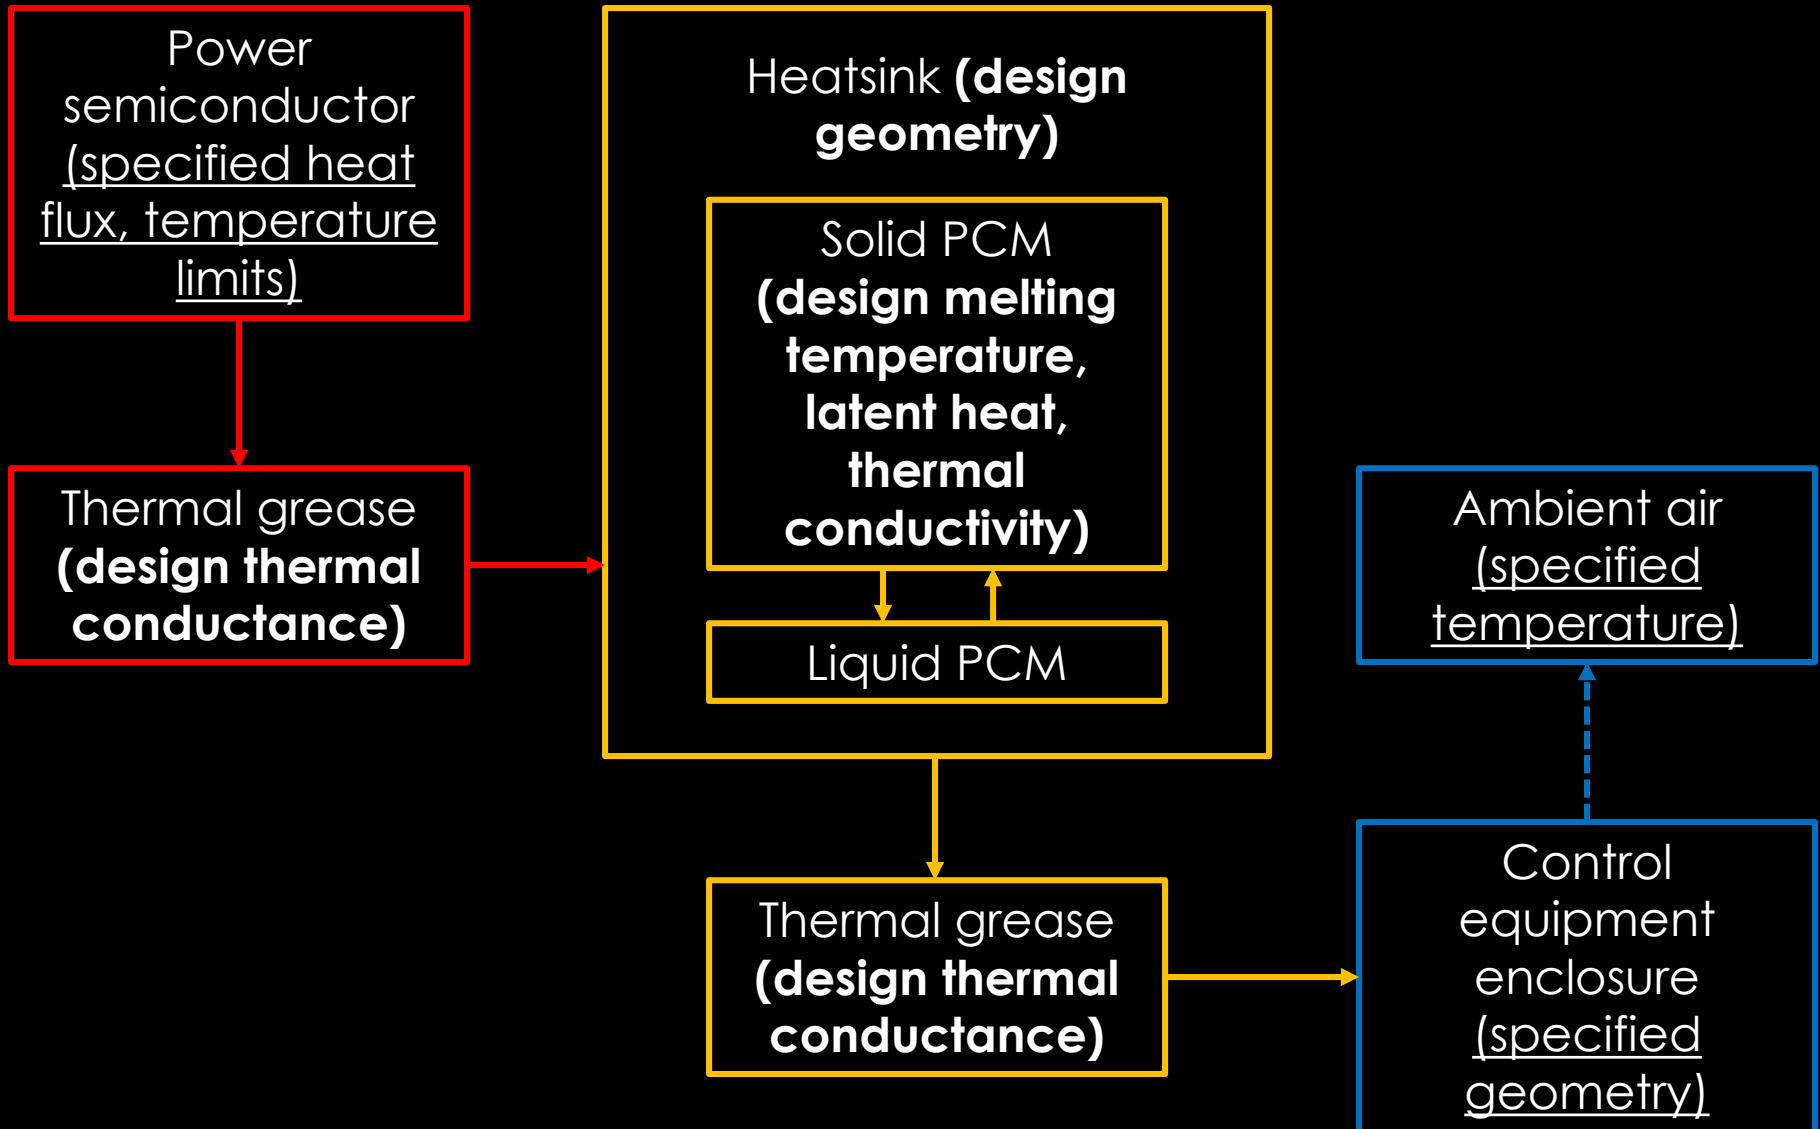 Power
semiconductor
(specified heat
flux, temperature
limits)
Thermal grease
(design thermal
conductance)
Heatsink (design
geometry)
Solid PCM
(design melting
temperature,
latent heat,
thermal
conductivity)
Liquid PCM
Thermal grease
(design thermal
conductance)
Ambient air
(specified
temperature)
Control
equipment
enclosure
(specified
geometry)